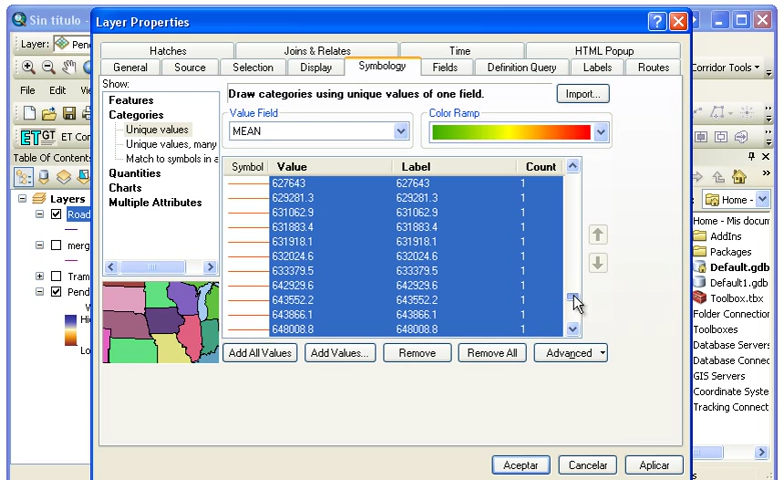 Sin título -
Layer Properties
Layer:
Pen
File
Edit
ET Con
Table Of Contents
Layers
Road
merg
Tram
Pend
Hi
Lo
Hatches
Joins & Relates
Time
HTML Popup
General
Source
Selection
Display
Symbology
Fields
Definition Query
Labels
Routes
Show:
Features
Categories
Unique values
Unique values, many
Match to symbols in a
Quantities
Charts
Multiple Attributes
Draw categories using unique values of one field.
Import...
Value Field
MEAN
Color Ramp
Symbol Value Label Count
627643 627643 1
629281.3 629281.3 1
631062.9 631062.9 1
631883.4 631883.4 1
631918.1 631918.1 1
632024.6 632024.6 1
633379.5 633379.5 1
642929.6 642929.6 1
643552.2 643552.2 1
643866.1 643866.1 1
648008.8 648008.8 1
Add All Values
Add Values...
Remove
Remove All
Advanced
Aceptar
Cancelar
Aplicar
Corridor Tools
Home -
Home - Mis docum
AddIns
Packages
Default.gdb
Default1.gdb
Toolbox.tbx
Folder Connection
Toolboxes
Database Servers
Database Connec
GIS Servers
Coordinate Syste
Tracking Connect